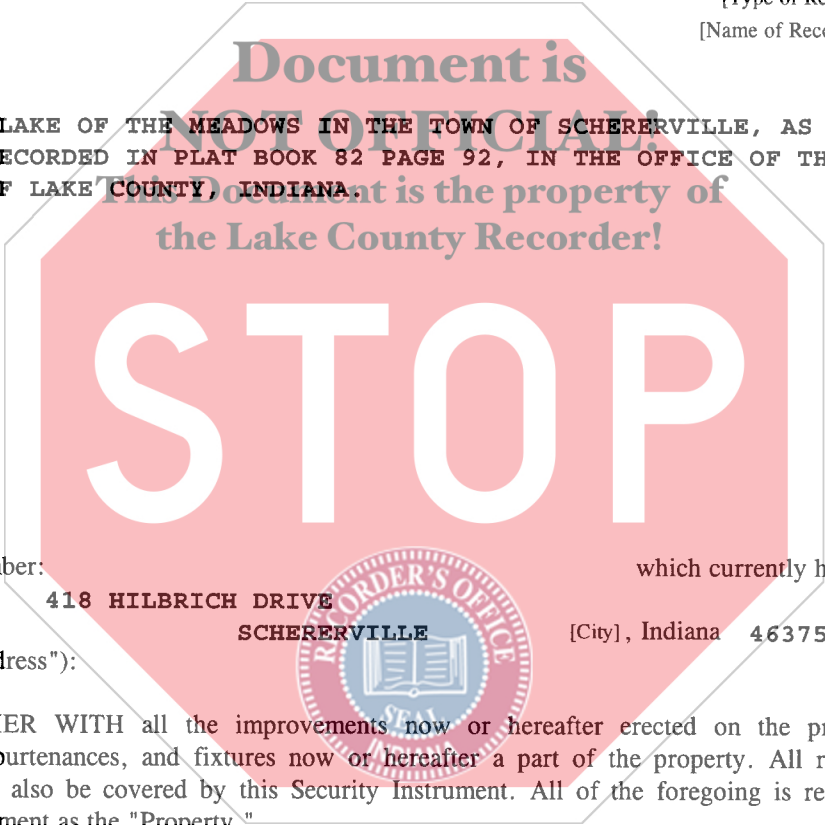 [Type of Re
[Name of Reco
Document is
NOT OFFICIAL!
LAKE OF THE MEADOWS IN THE TOWN OF SCHERERVILLE, AS
ECORDED IN PLAT BOOK 82 PAGE 92, IN THE OFFICE OF TH
F LAKE COUNTY, INDIANA.
This Document is the property of
the Lake County Recorder!
STOP
ber:
which currently h
418 HILBRICH DRIVE
SCHERERVILLE [City] , Indiana 46375
dress"):
RECORDER'S OFFICE
SEAL
INDIANA
ER WITH all the improvements now or hereafter erected on the pr
purtenances, and fixtures now or hereafter a part of the property. All r
also be covered by this Security Instrument. All of the foregoing is re
ment as the "Property."